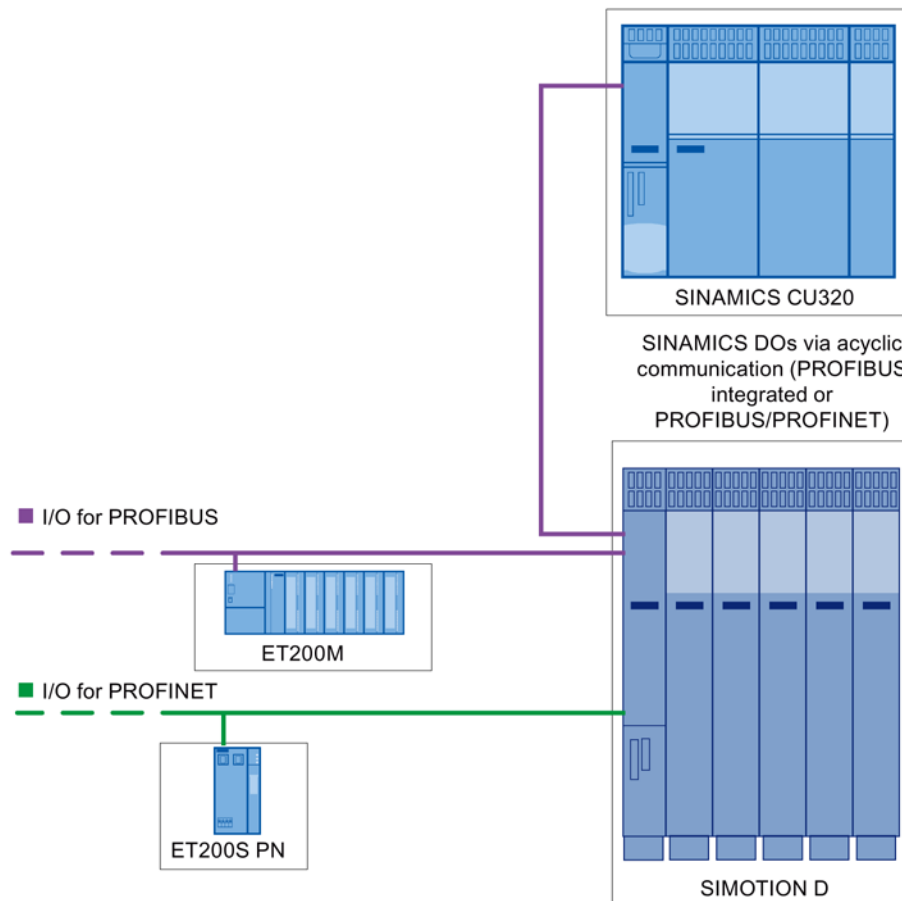 SINAMICS CU320
SINAMICS DOs via acyclic
communication (PROFIBUS
integrated or
PROFIBUS/PROFINET)
I/O for PROFIBUS
ET200M
I/O for PROFINET
ET200S PN
SIMOTION D